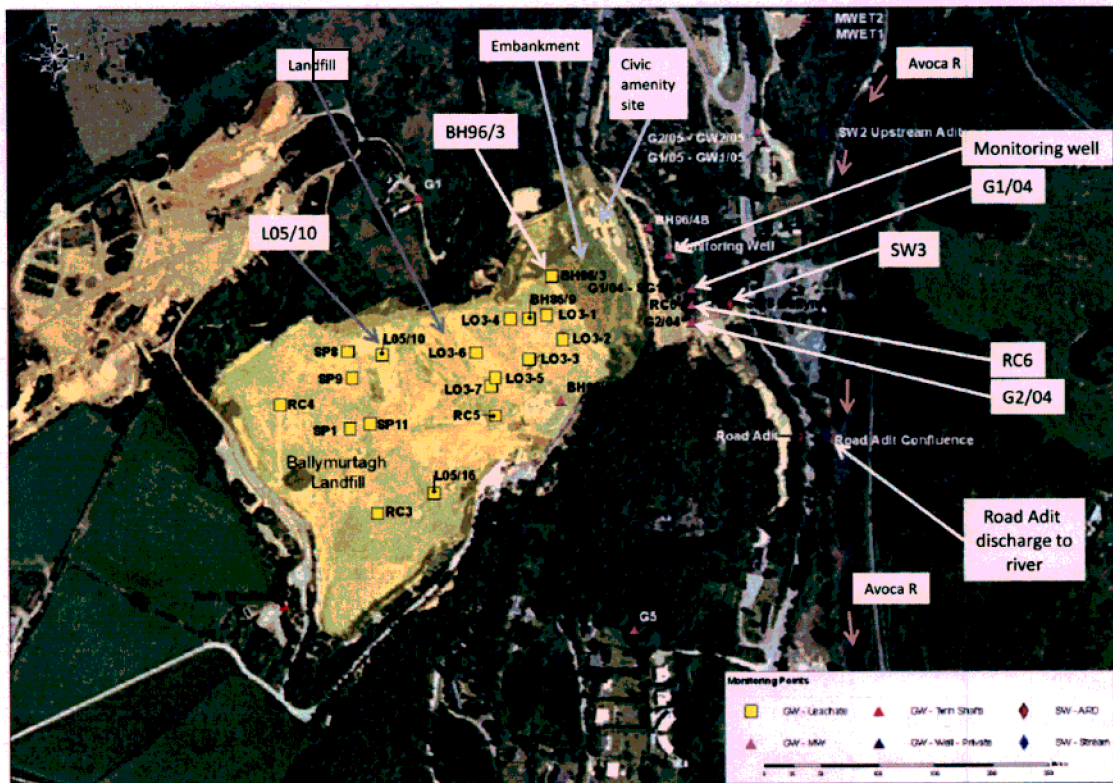 MWET2
MWET1
Embankment
Civic
amenity
site
Avoca R
Landfill
BH96/3
G2/05 - GW2/05
G1/05 - GW1/05
SW2 Upstream Adit
Monitoring well
G1/04
G1
L05/10
BH96/4B
Monitoring Well
SW3
BH96/3
G1/04
BH86/9
LO3-4
LO3-1
G2/04
L05/10
LO3-2
SP8
LO3-6
LO3-3
RC6
SP9
LO3-5
LO3-7
G2/04
RC4
RC5
SP11
SP1
Road Adit
Road Adit Confluence
Ballymurtagh
Landfill
L05/16
RC3
Road Adit
discharge to
river
Avoca R
G5
Monitoring Points
GW - Leachate
GW - Twin Shafts
SW - ARD
GW - MW
GW - Well - Private
SW - Stream